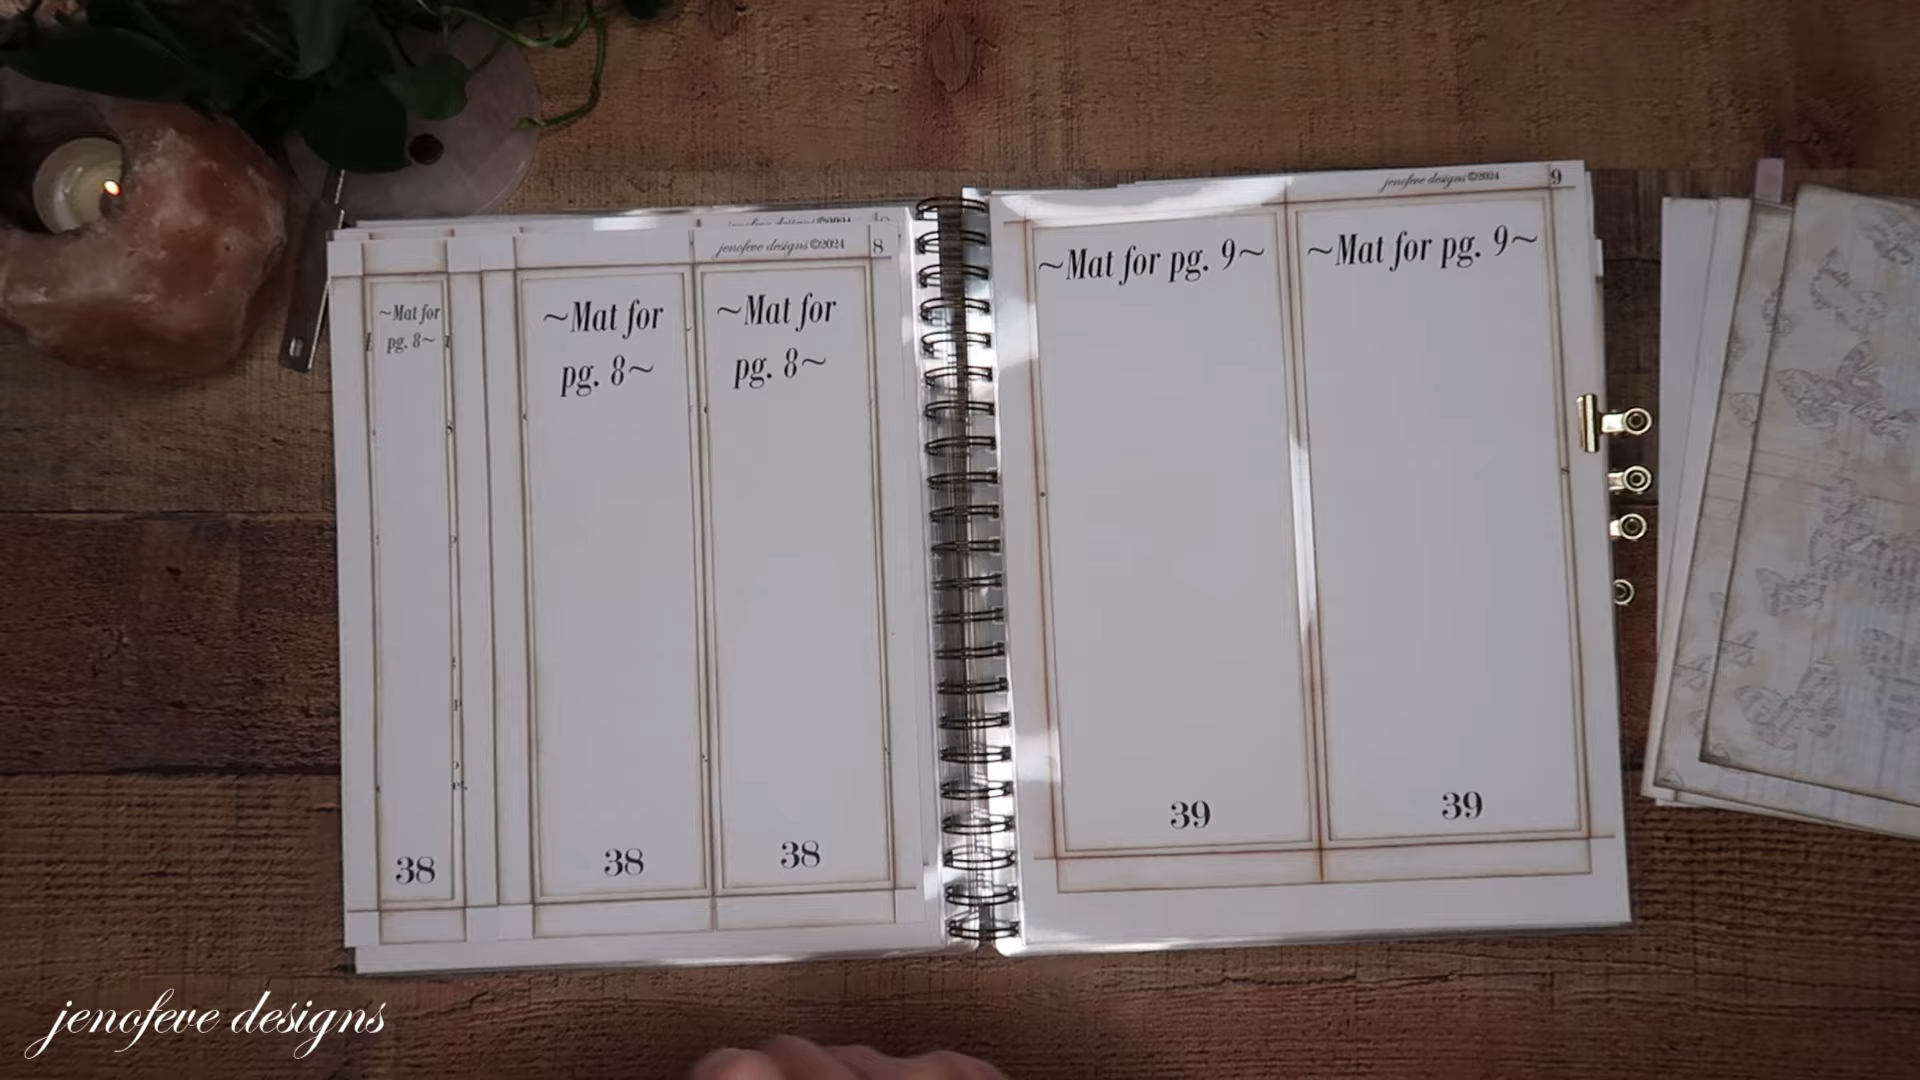 jenofeve designs ©2024 8
~Mat for
pg. 8~
38
~Mat for
pg. 8~
38
~Mat for
pg. 8~
38
jenofeve designs ©2024 9
~Mat for pg. 9~
39
~Mat for pg. 9~
39
jenofeve designs